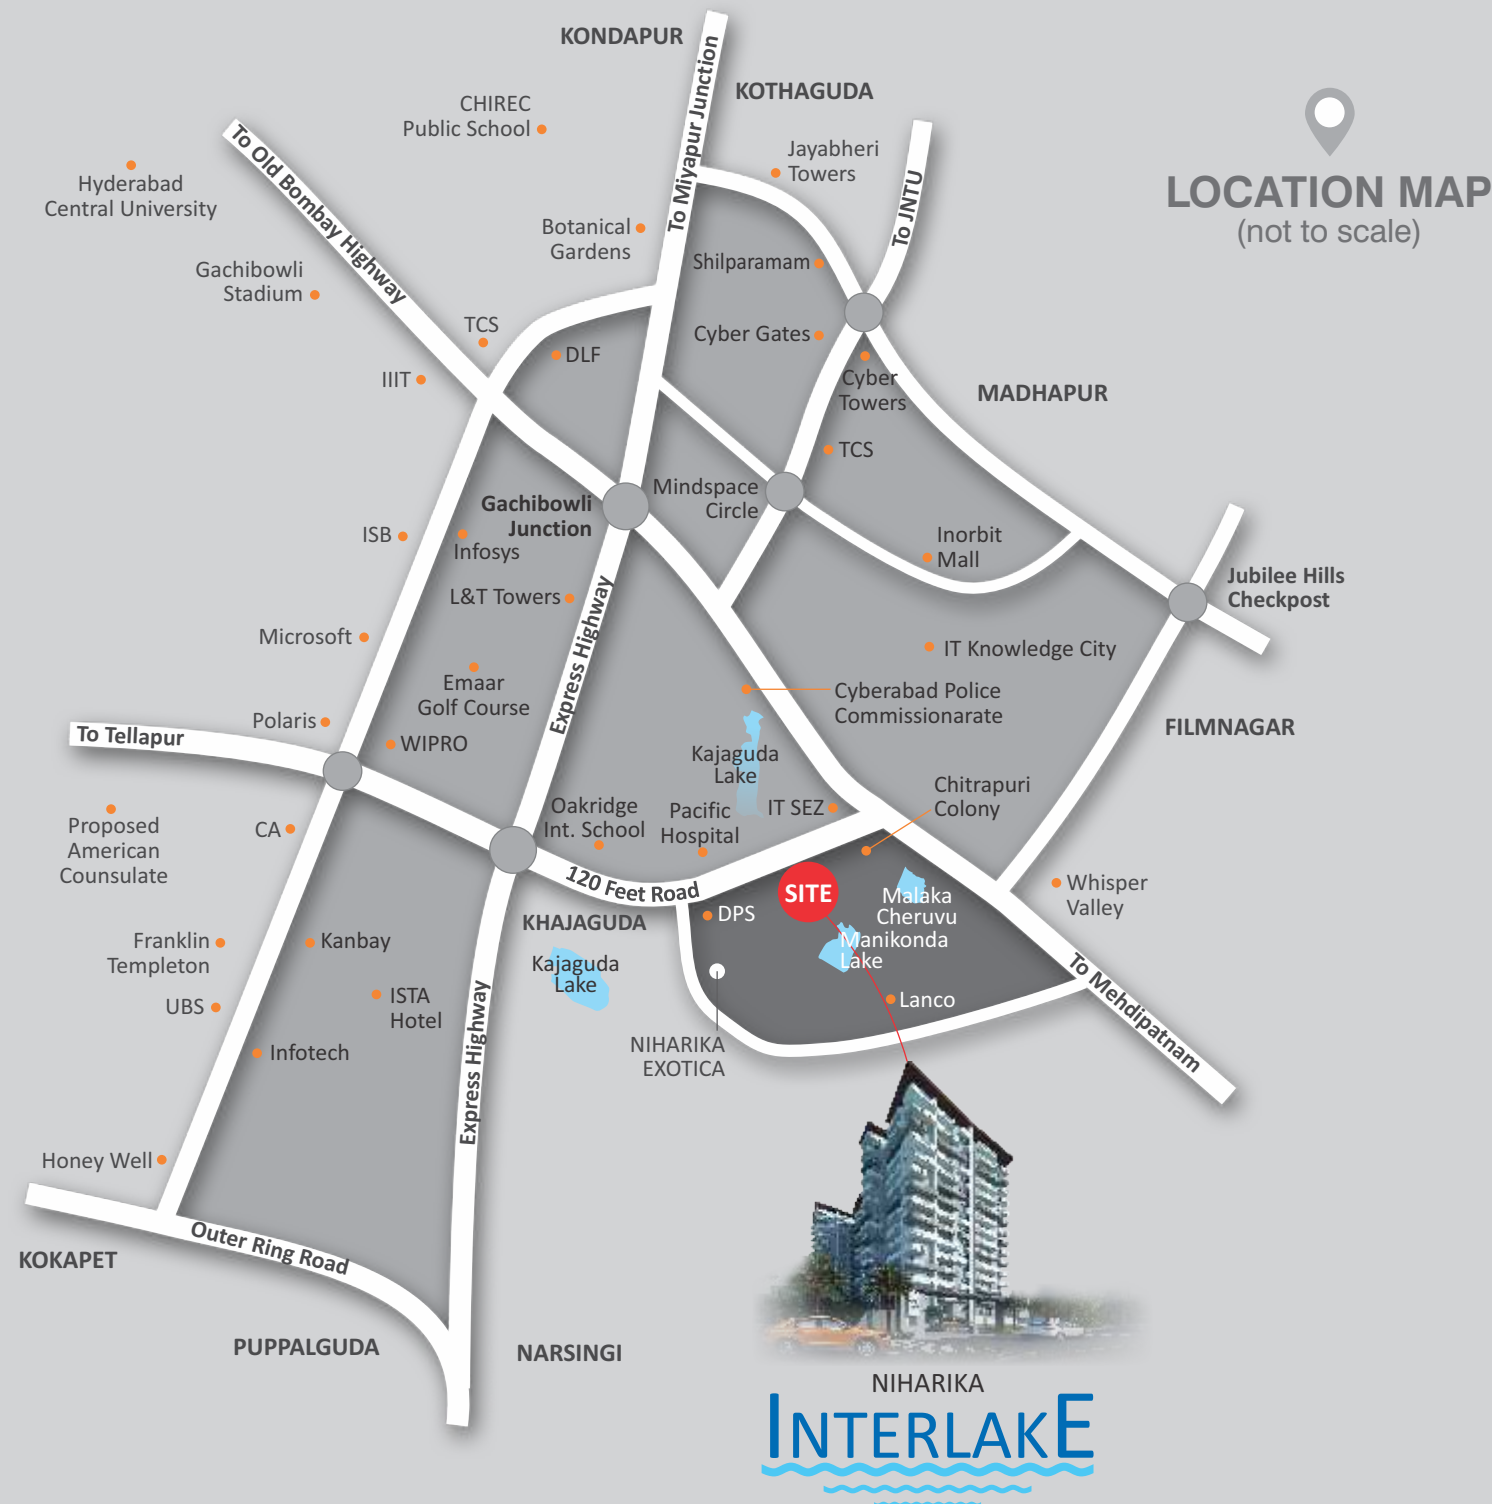 KONDAPUR
To Miyapur Junction
KOTHAGUDA
CHIREC
Public School
To Old Bombay Highway
Hyderabad
Central University
Jayabheri
Towers
To JNTU
LOCATION MAP
(not to scale)
Botanical
Gardens
Shilparamam
Gachibowli
Stadium
TCS
DLF
Cyber Gates
IIIT
Cyber
Towers
MADHAPUR
TCS
Gachibowli
Junction
Mindspace
Circle
ISB
Infosys
Inorbit
Mall
Jubilee Hills
Checkpost
L&T Towers
Express Highway
Microsoft
IT Knowledge City
Emaar
Golf Course
Cyberabad Police
Commissionarate
Polaris
WIPRO
To Tellapur
FILMNAGAR
Kajaguda
Lake
Chitrapuri
Colony
Oakridge
Int. School
Pacific
Hospital
IT SEZ
Proposed
American
Counsulate
CA
120 Feet Road
SITE
Malaka
Cheruvu
Whisper
Valley
KHAJAGUDA
DPS
Manikonda
Lake
Franklin
Templeton
Kanbay
Kajaguda
Lake
To Mehdipatnam
UBS
ISTA
Hotel
Lanco
Express Highway
Infotech
NIHARIKA
EXOTICA
Honey Well
Outer Ring Road
KOKAPET
PUPPALGUDA
NARSINGI
NIHARIKA
INTERLAKE